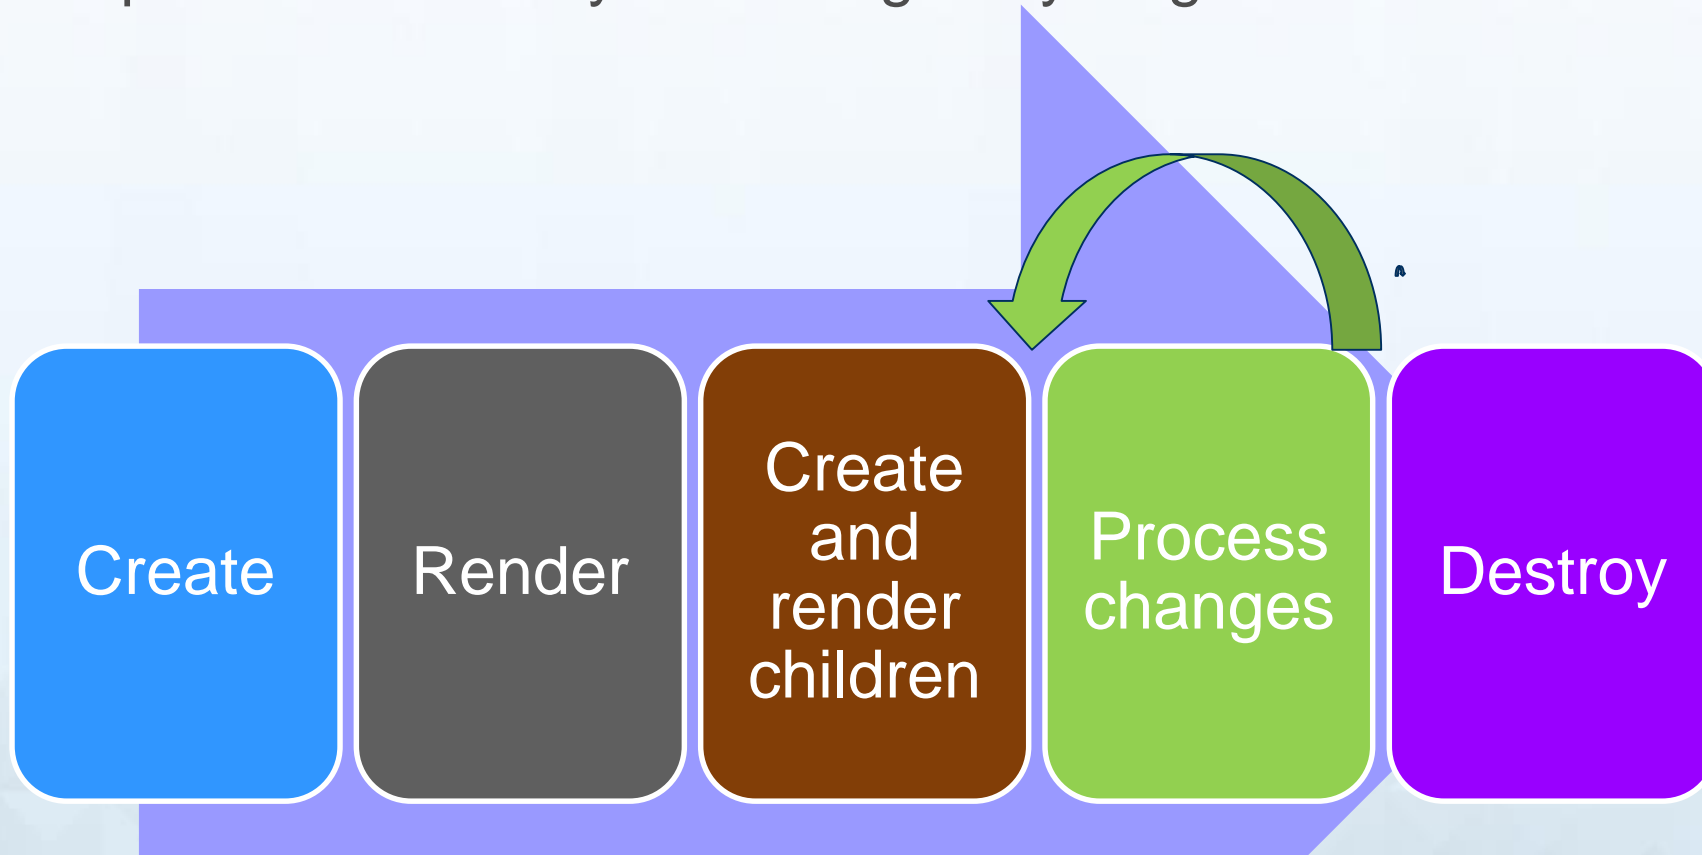 Create
Render
Create
and
render
children
Process
changes
Destroy